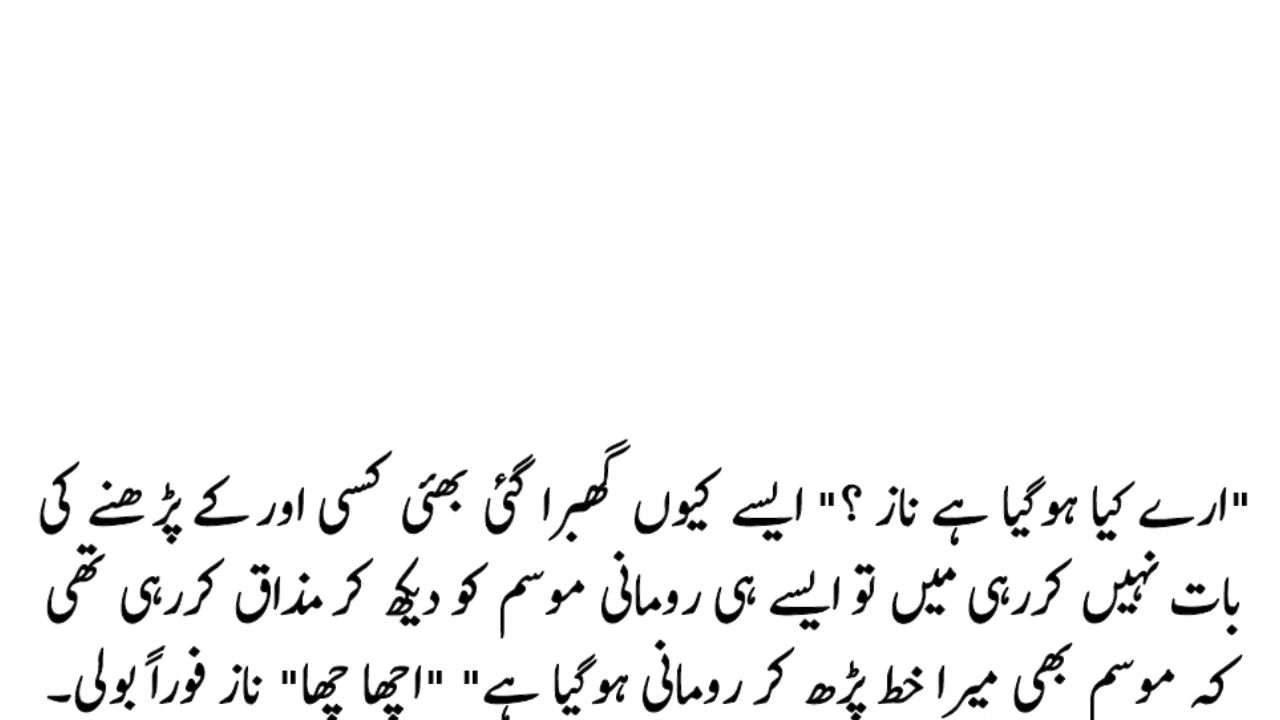 "ارے کیا ہوگیا ہے ناز ؟" ایسے کیوں گھبرا گئی بھئی کسی اور کے پڑھنے کی
بات نہیں کررہی میں تو ایسے ہی رومانی موسم کو دیکھ کر مذاق کررہی تھی
کہ موسم بھی میرا خط پڑھ کر رومانی ہوگیا ہے" "اچھا چھا" ناز فوراً بولی۔